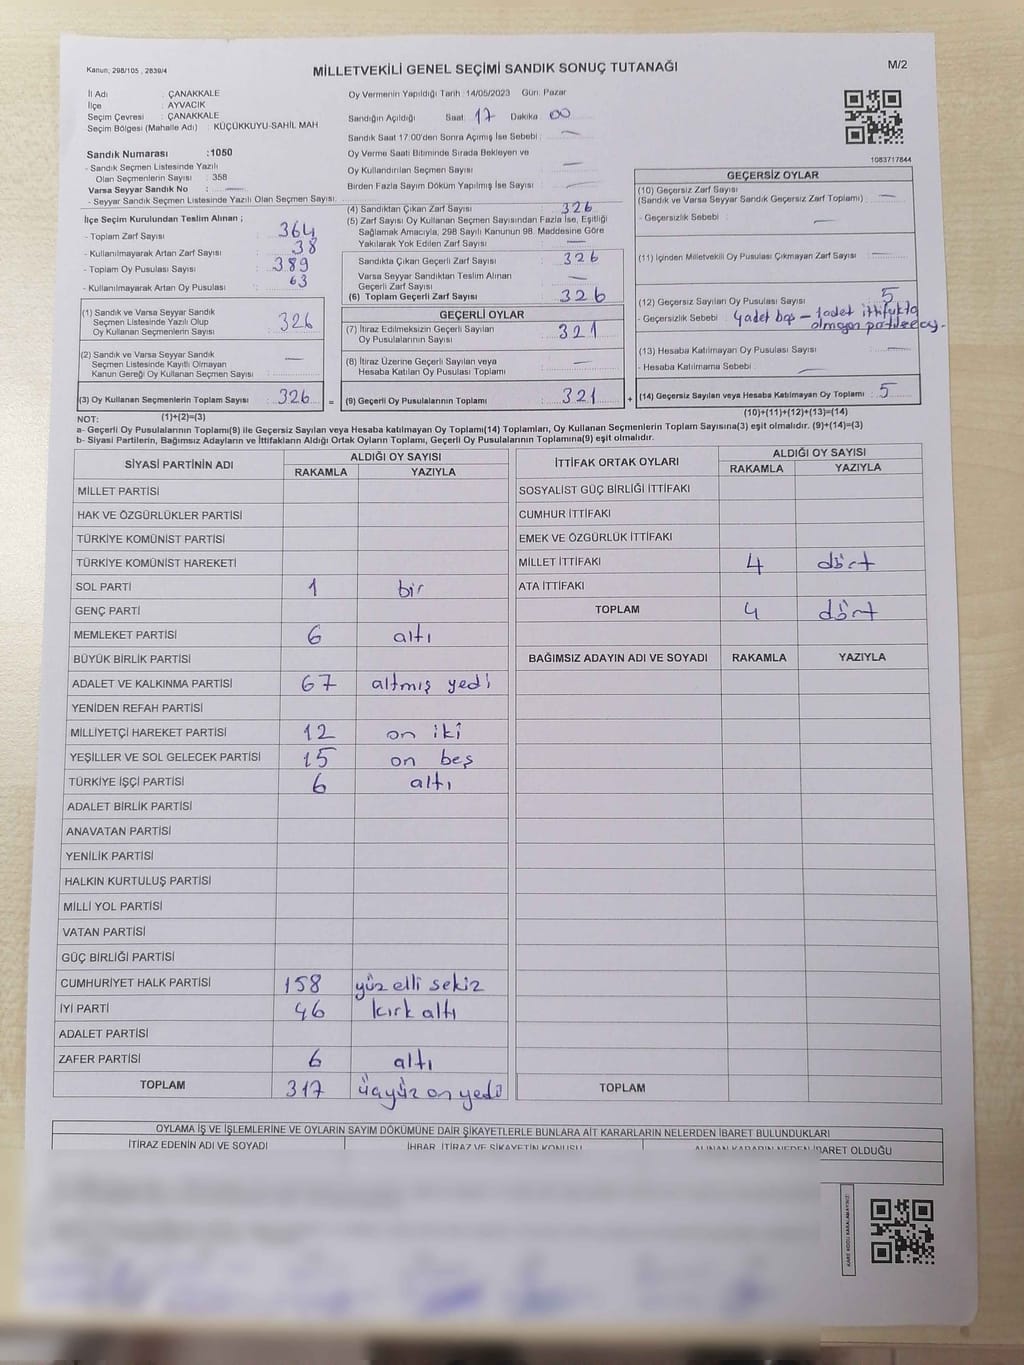 Kanun, 298/105 , 2839/4
MİLLETVEKİLİ GENEL SEÇİMİ SANDIK SONUÇ TUTANAĞI
M/2
İl Adı : ÇANAKKALE
İlçe : AYVACIK
Seçim Çevresi : ÇANAKKALE
Seçim Bölgesi (Mahalle Adı) : KÜÇÜKKUYU-SAHİL MAH
Sandık Numarası :1050
- Sandık Seçmen Listesinde Yazılı
Olan Seçmenlerin Sayısı : 358
Varsa Seyyar Sandık No : —
- Seyyar Sandık Listesinde Yazılı Olan Seçmen Sayısı
İlçe Seçim Kurulundan Teslim Alınan ;
- Toplam Zarf Sayısı : 364
- Kullanılmayarak Artan Zarf Sayısı : 38
- Toplam Oy Pusulası Sayısı : 389
- Kullanılmayarak Artan Oy Pusulası : 63
(1) Sandık ve Varsa Seyyar Sandık
Seçmen Listesinde Yazılı Olup
Oy Kullanan Seçmenlerin Sayısı : 326
(2) Sandık ve Varsa Seyyar Sandık
Seçmen Listesinde Kayıtlı Olmayan
Kanun Gereği Oy Kullanan Seçmen Sayısı : —
(3) Oy Kullanan Seçmenlerin Toplam Sayısı : 326 =
Oy Vermenin Yapıldığı Tarih :14/05/2023 Gün: Pazar
Sandığın Açıldığı Saat: 17 Dakika 00
Sandık Saat 17:00'den Sonra Açımış İse Sebebi : —
Oy Verme Saati Bitiminde Sırada Bekleyen ve
Oy Kullandırılan Seçmen Sayısı : —
Birden Fazla Sayım Döküm Yapılmış İse Sayısı : —
(4) Sandıktan Çıkan Zarf Sayısı : 326
(5) Zarf Sayısı Oy Kullanan Seçmen Sayısından Fazla İse, Eşitliği
Sağlamak Amacıyla, 298 Sayılı Kanunun 98. Maddesine Göre
Yakılarak Yok Edilen Zarf Sayısı : —
Sandıkta Çıkan Geçerli Zarf Sayısı : 326
Varsa Seyyar Sandıktan Teslim Alınan
Geçerli Zarf Sayısı : —
(6) Toplam Geçerli Zarf Sayısı : 326
GEÇERLİ OYLAR
(7) İtiraz Edilmeksizin Geçerli Sayılan
Oy Pusulalarının Sayısı : 321
(8) İtiraz Üzerine Geçerli Sayılan veya
Hesaba Katılan Oy Pusulası Toplamı : —
(9) Geçerli Oy Pusulalarının Toplamı : 321 +
1083717844
GEÇERSİZ OYLAR
(10) Geçersiz Zarf Sayısı
(Sandık ve Varsa Seyyar Sandık Geçersiz Zarf Toplamı) : —
- Geçersizlik Sebebi : —
(11) İçinden Milletvekili Oy Pusulası Çıkmayan Zarf Sayısı :
(12) Geçersiz Sayılan Oy Pusulası Sayısı : 5
- Geçersizlik Sebebi : 4 adet boş – 1 adet ittifakta
olmayan partilere oy.
(13) Hesaba Katılmayan Oy Pusulası Sayısı : —
- Hesaba Katılmama Sebebi : —
(14) Geçersiz Sayılan veya Hesaba Katılmayan Oy Toplamı : 5
NOT: (1)+(2)=(3)
(10)+(11)+(12)+(13)=(14)
a- Geçerli Oy Pusulalarının Toplamı(9) ile Geçersiz Sayılan veya Hesaba katılmayan Oy Toplamı(14) Toplamları, Oy Kullanan Seçmenlerin Toplam Sayısına(3) eşit olmalıdır. (9)+(14)=(3)
b- Siyasi Partilerin, Bağımsız Adayların ve İttifakların Aldığı Ortak Oyların Toplamı, Geçerli Oy Pusulalarının Toplamına(9) eşit olmalıdır.
SİYASİ PARTİNİN ADI ALDIĞI OY SAYISI
RAKAMLA YAZIYLA
MİLLET PARTİSİ
HAK VE ÖZGÜRLÜKLER PARTİSİ
TÜRKİYE KOMÜNİST PARTİSİ
TÜRKİYE KOMÜNİST HAREKETİ
SOL PARTİ 1 bir
GENÇ PARTİ
MEMLEKET PARTİSİ 6 altı
BÜYÜK BİRLİK PARTİSİ
ADALET VE KALKINMA PARTİSİ 67 altmış yedi
YENİDEN REFAH PARTİSİ
MİLLİYETÇİ HAREKET PARTİSİ 12 on iki
YEŞİLLER VE SOL GELECEK PARTİSİ 15 on beş
TÜRKİYE İŞÇİ PARTİSİ 6 altı
ADALET BİRLİK PARTİSİ
ANAVATAN PARTİSİ
YENİLİK PARTİSİ
HALKIN KURTULUŞ PARTİSİ
MİLLİ YOL PARTİSİ
VATAN PARTİSİ
GÜÇ BİRLİĞİ PARTİSİ
CUMHURİYET HALK PARTİSİ 158 yüz elli sekiz
İYİ PARTİ 46 kırk altı
ADALET PARTİSİ
ZAFER PARTİSİ 6 altı
TOPLAM 317 üçyüz on yedi
İTTİFAK ORTAK OYLARI ALDIĞI OY SAYISI
RAKAMLA YAZIYLA
SOSYALİST GÜÇ BİRLİĞİ İTTİFAKI
CUMHUR İTTİFAKI
EMEK VE ÖZGÜRLÜK İTTİFAKI
MİLLET İTTİFAKI 4 dört
ATA İTTİFAKI
TOPLAM 4 dört
BAĞIMSIZ ADAYIN ADI VE SOYADI RAKAMLA YAZIYLA
TOPLAM
OYLAMA İŞ VE İŞLEMLERİNE VE OYLARIN SAYIM DÖKÜMÜNE DAİR ŞİKAYETLERLE BUNLARA AİT KARARLARIN NELERDEN İBARET BULUNDUKLARI
İTİRAZ EDENİN ADI VE SOYADI İHBAR, İTİRAZ VE ŞİKAYETİN KONUSU ALINAN KARARIN NEDEN İBARET OLDUĞU
KARE KODU KARALAMAYINIZ!